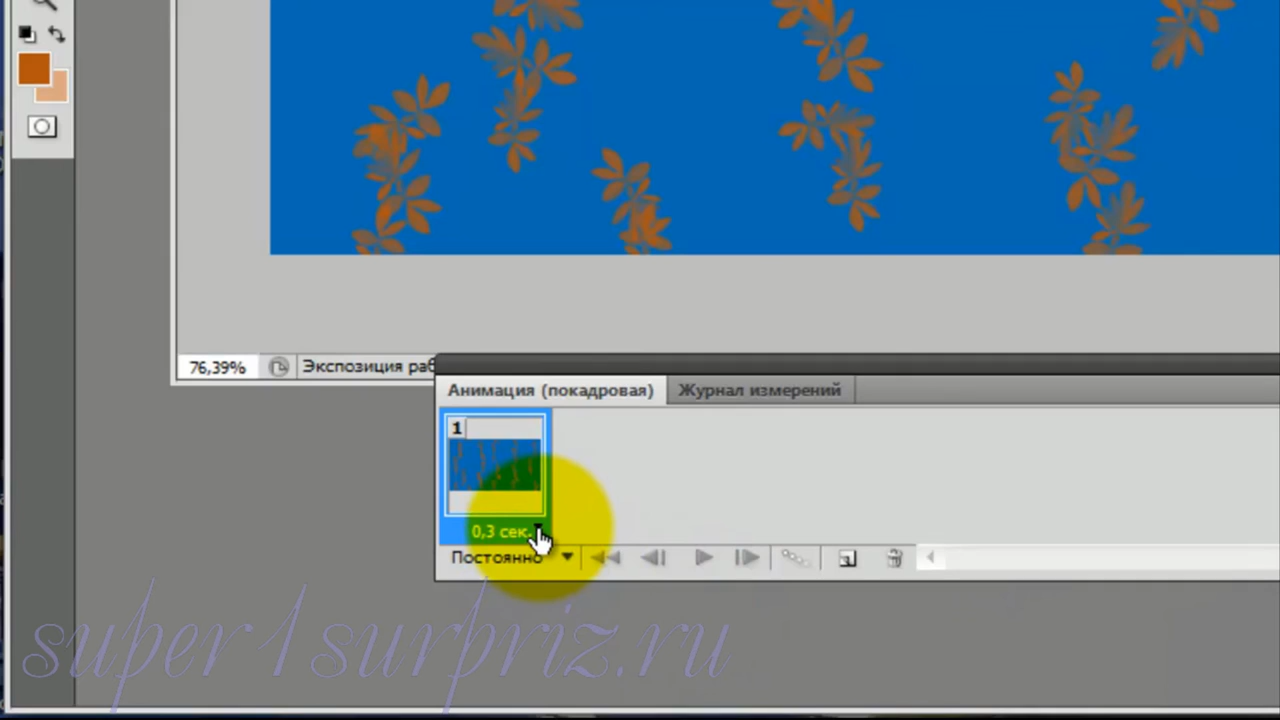 76,39%
Экспозиция раб
Анимация (покадровая)
Журнал измерений
1
0,3 сек.
Постоянно
super1surpriz.ru